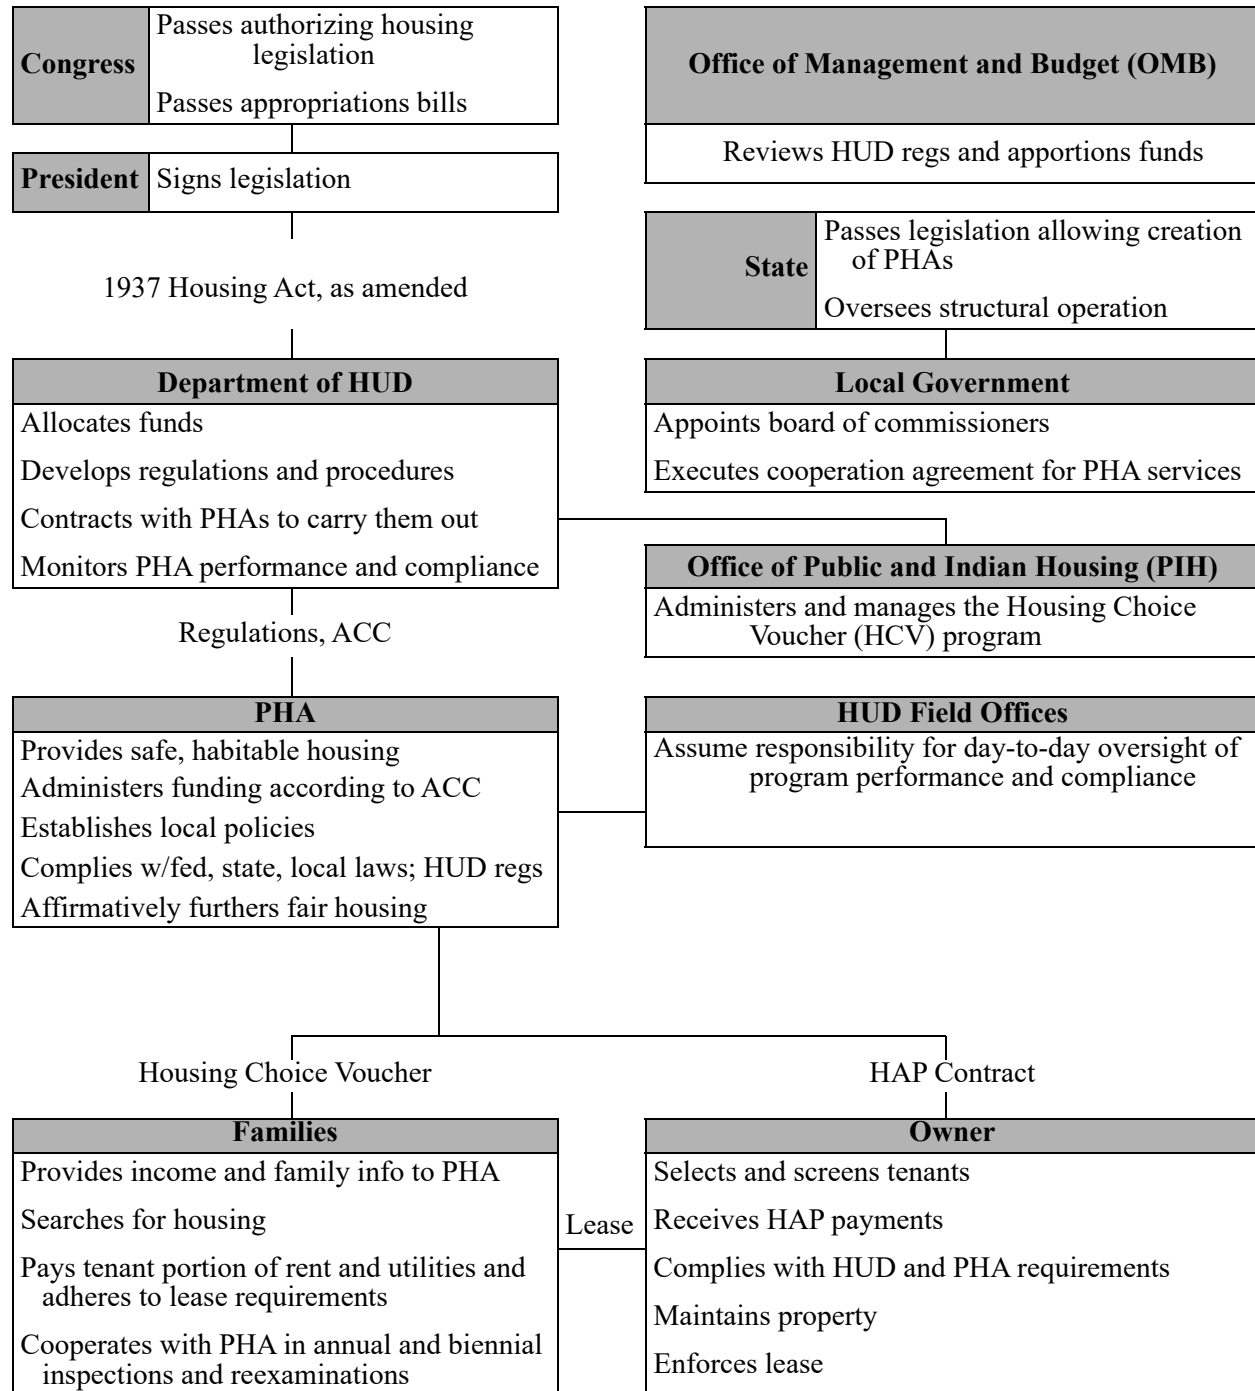 Congress
Passes authorizing housing
legislation
Passes appropriations bills
President
Signs legislation
1937 Housing Act, as amended
Office of Management and Budget (OMB)
Reviews HUD regs and apportions funds
State
Passes legislation allowing creation
of PHAs
Oversees structural operation
Department of HUD
Allocates funds
Develops regulations and procedures
Contracts with PHAs to carry them out
Monitors PHA performance and compliance
Local Government
Appoints board of commissioners
Executes cooperation agreement for PHA services
Office of Public and Indian Housing (PIH)
Administers and manages the Housing Choice
Voucher (HCV) program
Regulations, ACC
PHA
Provides safe, habitable housing
Administers funding according to ACC
Establishes local policies
Complies w/fed, state, local laws; HUD regs
Affirmatively furthers fair housing
HUD Field Offices
Assume responsibility for day-to-day oversight of
program performance and compliance
Housing Choice Voucher
HAP Contract
Families
Provides income and family info to PHA
Searches for housing
Pays tenant portion of rent and utilities and
adheres to lease requirements
Cooperates with PHA in annual and biennial
inspections and reexaminations
Lease
Owner
Selects and screens tenants
Receives HAP payments
Complies with HUD and PHA requirements
Maintains property
Enforces lease